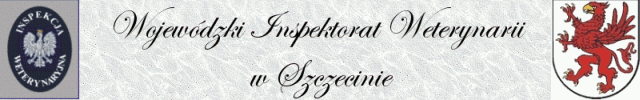 INSPEKCJA
WETERYNARYJNA
Wojewódzki Inspektorat Weterynarii
w Szczecinie